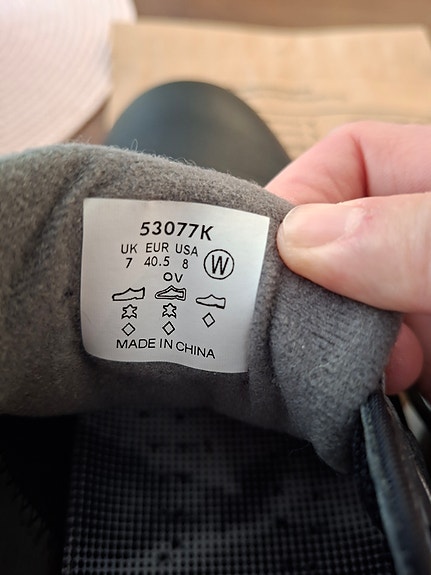 53077K
UK EUR USA
7 40.5 8
W
OV
MADE IN CHINA